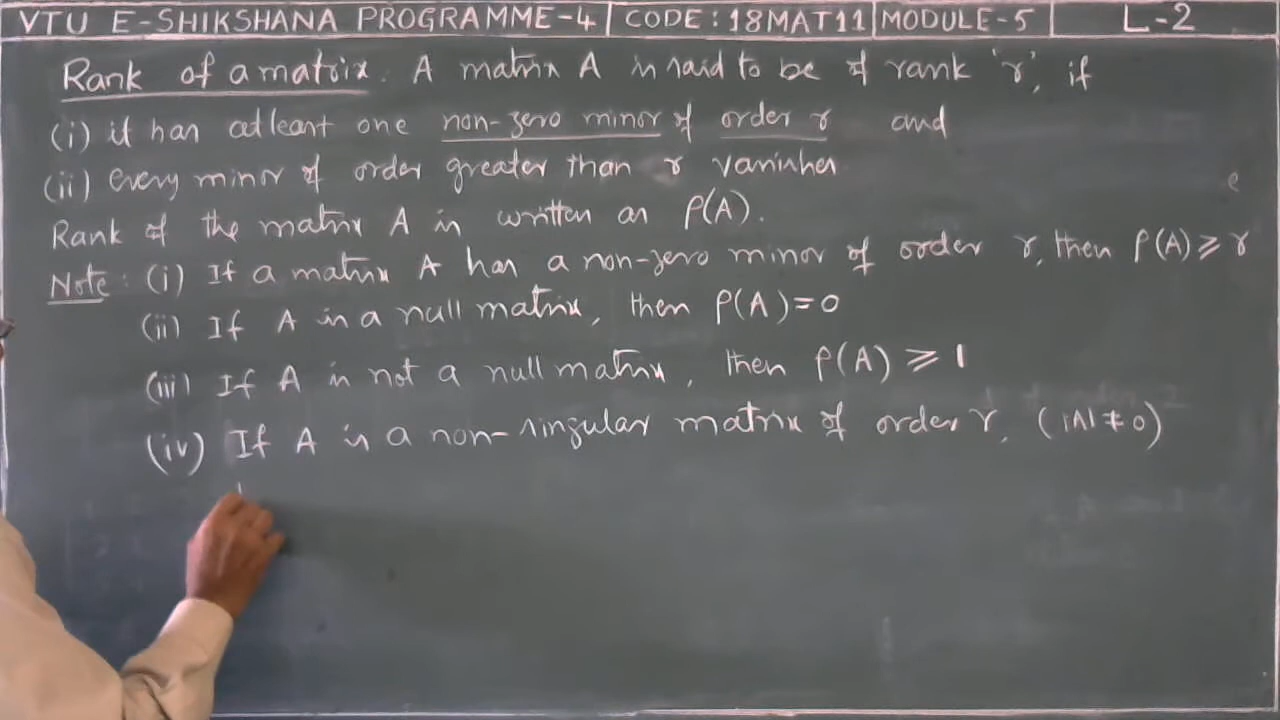 VTU E-SHIKSHANA PROGRAMME-4 CODE: 18MAT11 MODULE-5 L-2
Rank of a matrix: A matrix A is said to be of rank 'r', if
(i) it has atleast one non-zero minor of order r and
(ii) every minor of order greater than r vanishes
Rank of the matrix A is written as ρ(A).
Note: (i) If a matrix A has a non-zero minor of order r, then ρ(A) ⩾ r
(ii) If A is a null matrix, then ρ(A)=0
(iii) If A is not a null matrix, then ρ(A) ⩾ 1
(iv) If A is a non-singular matrix of order r, (|A| ≠ 0)